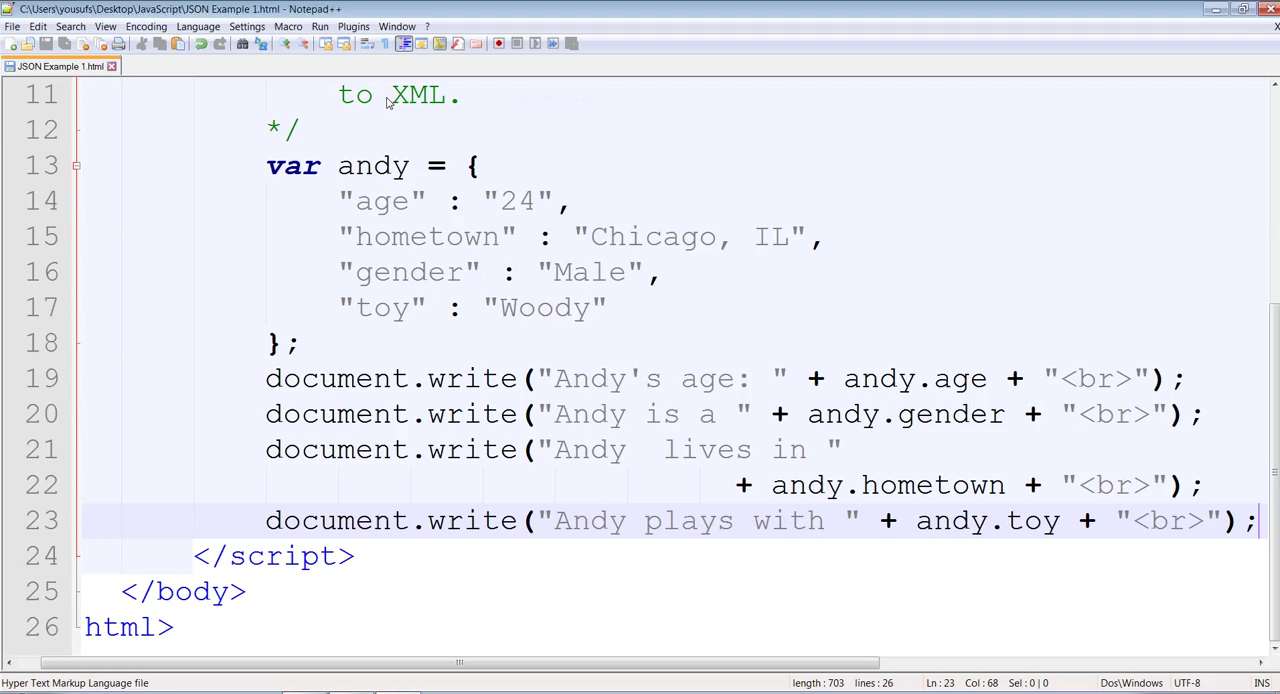 C:\Users\yousufs\Desktop\JavaScript\JSON Example 1.html - Notepad++
File Edit Search View Encoding Language Settings Macro Run Plugins Window ? X
JSON Example 1.html
11 to XML.
12 */
13 var andy = {
14 "age" : "24",
15 "hometown" : "Chicago, IL",
16 "gender" : "Male",
17 "toy" : "Woody"
18 };
19 document.write("Andy's age: " + andy.age + "<br>");
20 document.write("Andy is a " + andy.gender + "<br>");
21 document.write("Andy  lives in "
22 + andy.hometown + "<br>");
23 document.write("Andy plays with " + andy.toy + "<br>");
24 </script>
25 </body>
26 html>
Hyper Text Markup Language file length : 703 lines : 26 Ln : 23 Col : 68 Sel : 0 | 0 Dos\Windows UTF-8 INS